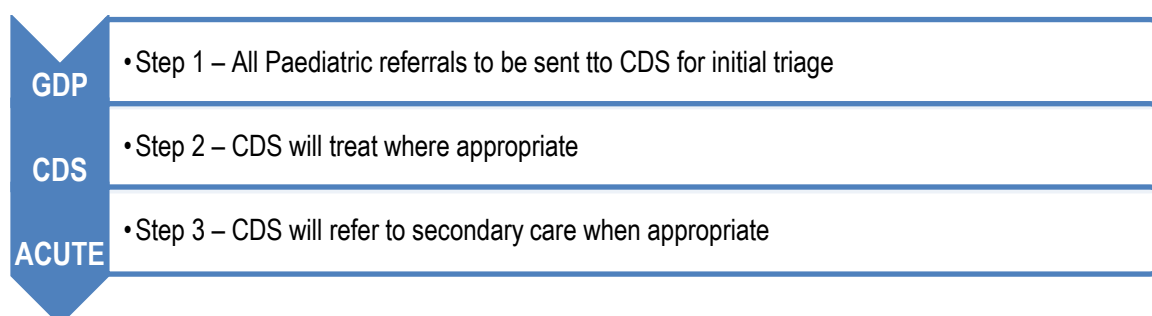 GDP
•Step 1 – All Paediatric referrals to be sent tto CDS for initial triage
CDS
•Step 2 – CDS will treat where appropriate
ACUTE
•Step 3 – CDS will refer to secondary care when appropriate